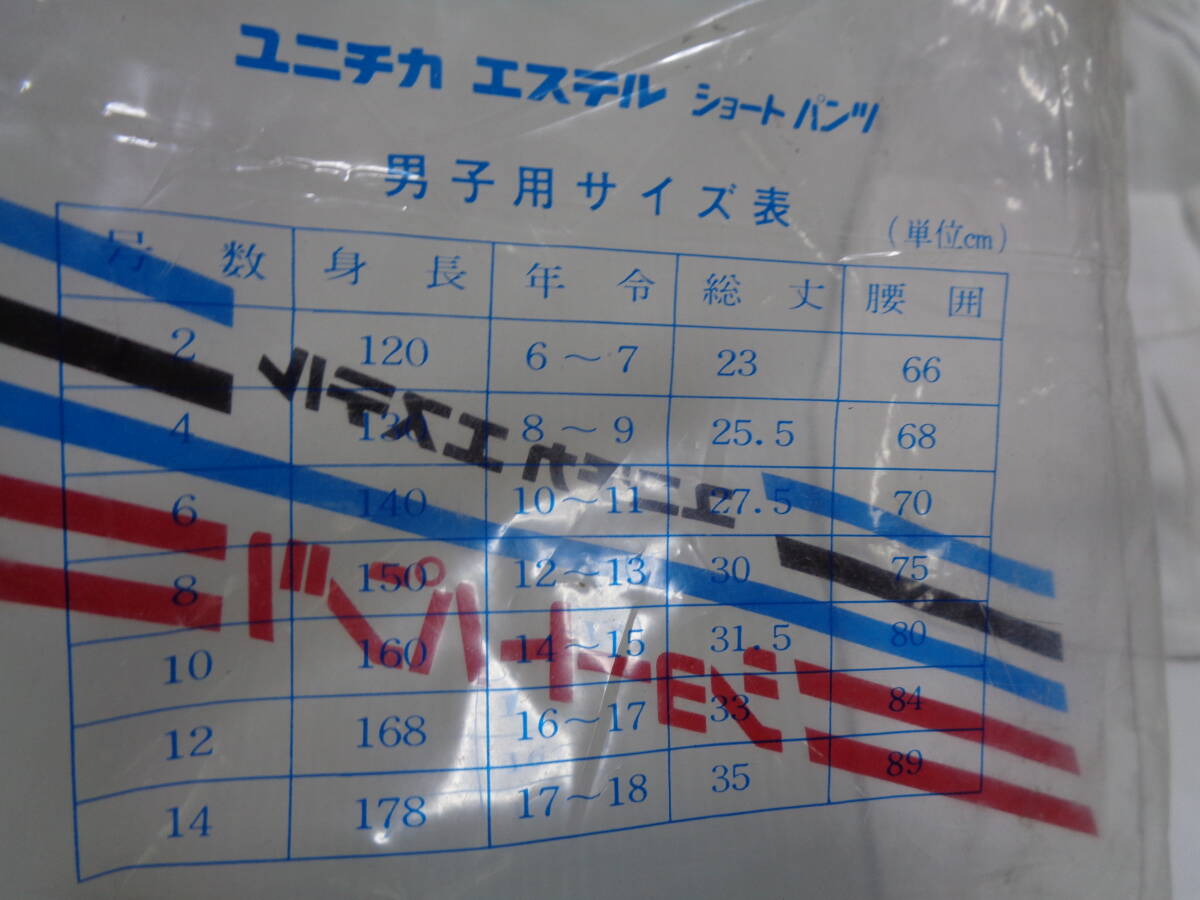 ユニチカ エステル ショートパンツ
男子用サイズ表
(単位cm)
号数 身長 年令 総丈 腰囲
2 120 6〜7 23 66
4 130 8〜9 25.5 68
6 140 10〜11 27.5 70
8 150 12〜13 30 75
10 160 14〜15 31.5 80
12 168 16〜17 33 84
14 178 17〜18 35 89
ユニチカ エステル
ショートパンツ